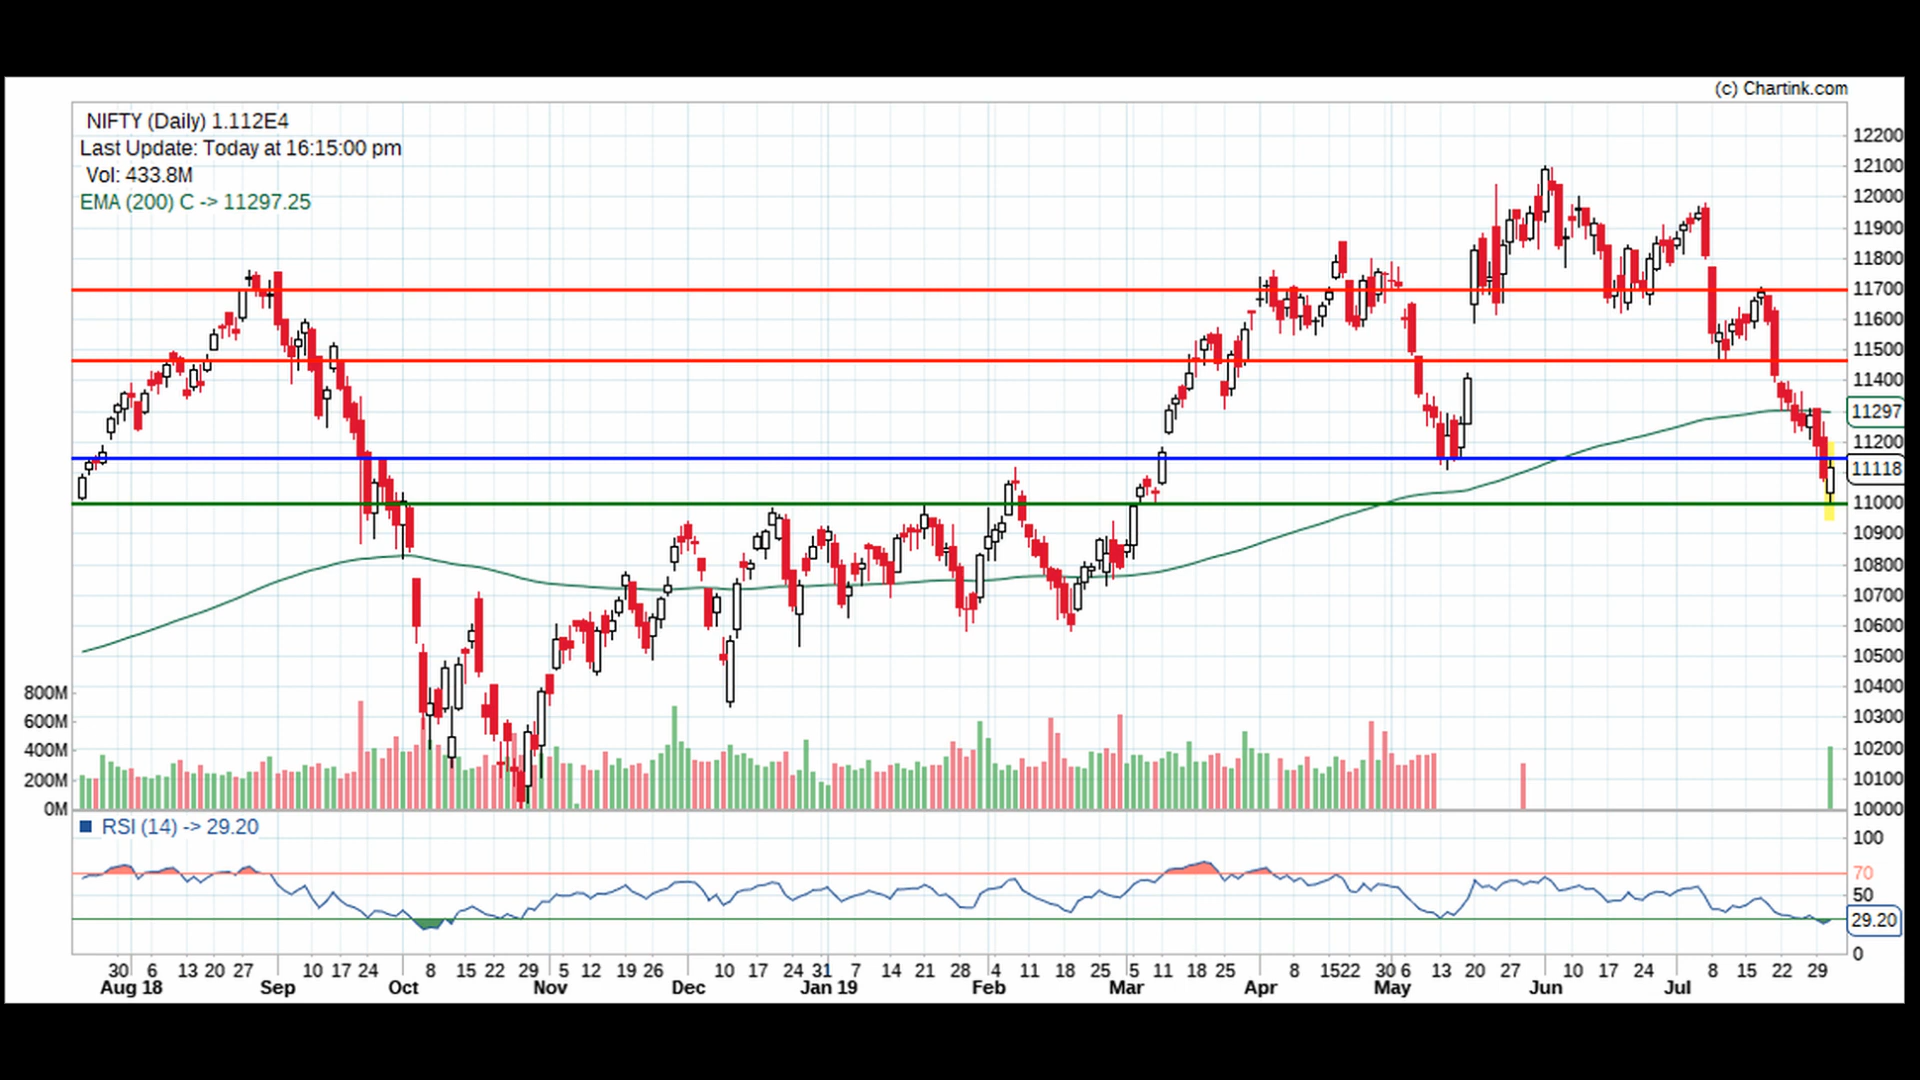 (c) Chartink.com
NIFTY (Daily) 1.112E4
Last Update: Today at 16:15:00 pm
Vol: 433.8M
EMA (200) C -> 11297.25
12200
12100
12000
11900
11800
11700
11600
11500
11400
11297
11200
11118
11000
10900
10800
10700
10600
10500
10400
10300
10200
10100
10000
800M
600M
400M
200M
0M
RSI (14) -> 29.20
100
70
50
29.20
0
30 6 13 20 27 10 17 24 8 15 22 29 5 12 19 26 10 17 24 31 7 14 21 28 4 11 18 25 5 11 18 25 8 1522 30 6 13 20 27 10 17 24 8 15 22 29
Aug 18 Sep Oct Nov Dec Jan 19 Feb Mar Apr May Jun Jul